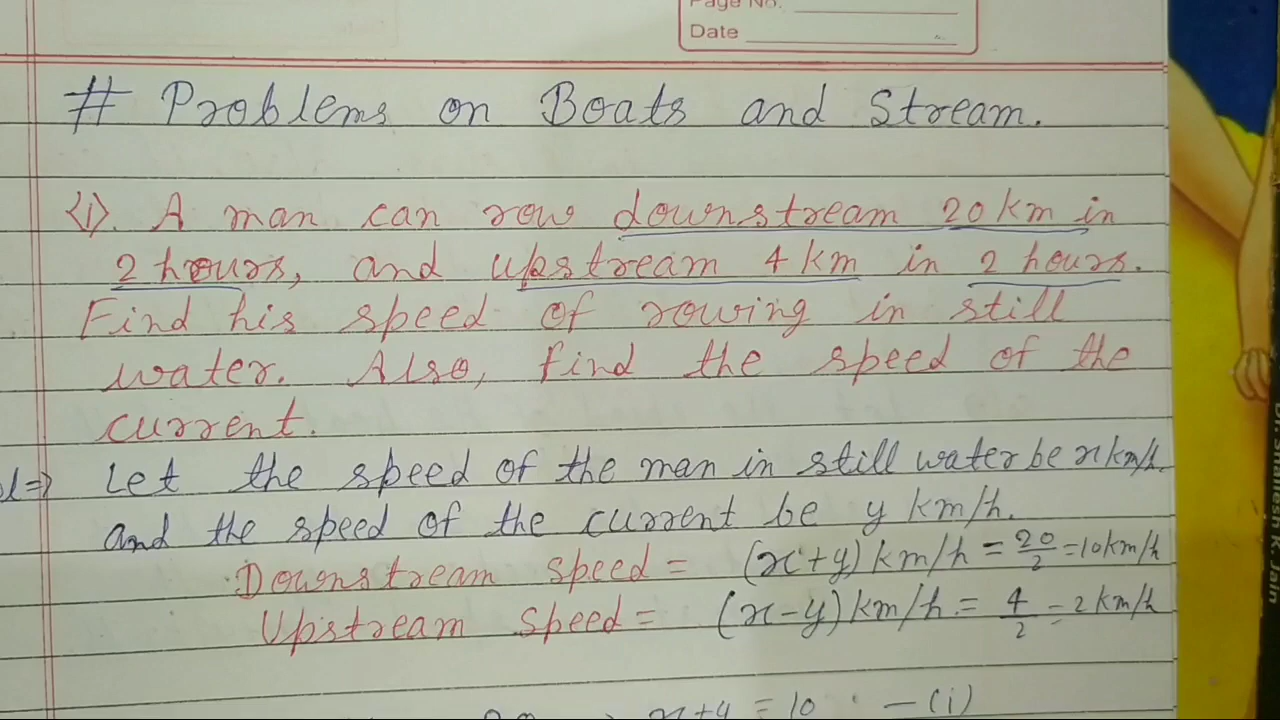 Page No.
Date
# Problems on Boats and Stream.
(1). A man can row downstream 20 km in
2 hours, and upstream 4 km in 2 hours.
Find his speed of rowing in still
water. Also, find the speed of the
current.
Let the speed of the man in still water be x km/h.
and the speed of the current be y km/h.
Downstream speed = (x+y) km/h = 20/2 = 10 km/h
Upstream speed = (x-y) km/h = 4/2 = 2 km/h
x+y = 10 - (i)
K. Jain